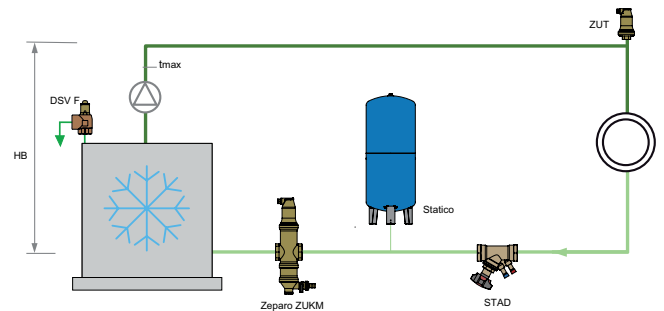 ZUT
tmax
DSV F
HB
Statico
Zeparo ZUKM
STAD